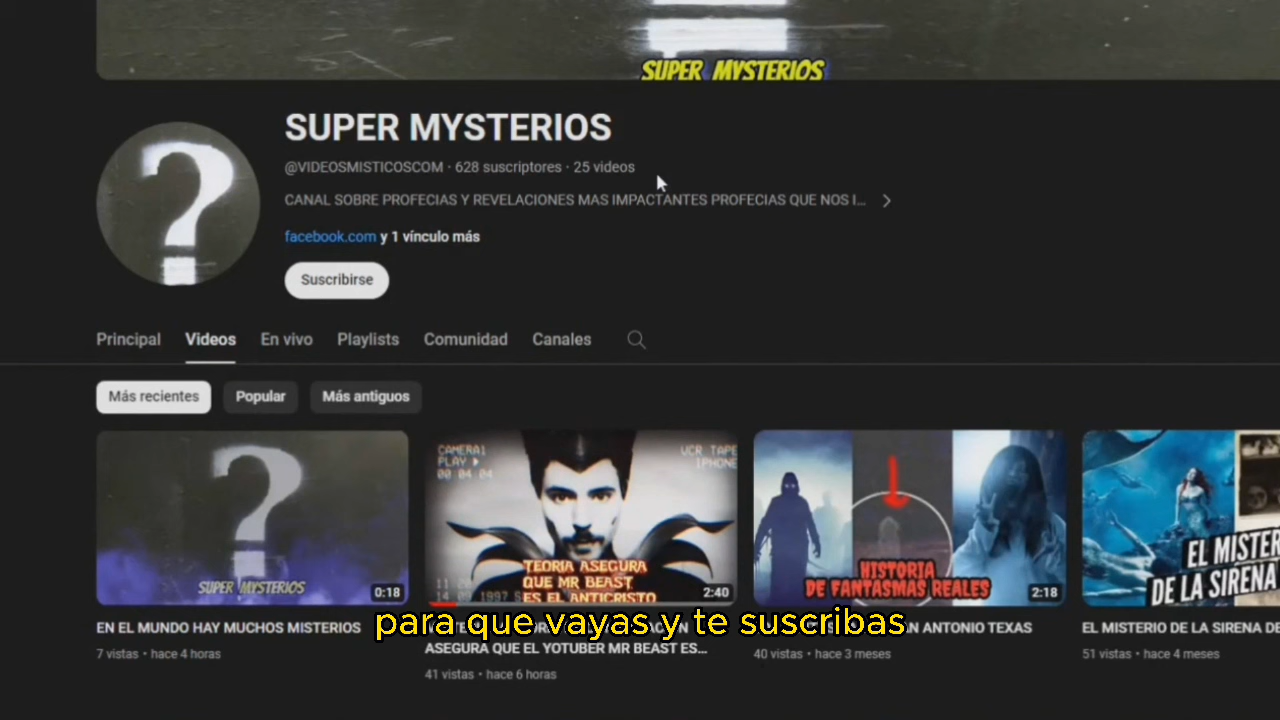 SUPER MYSTERIOS
SUPER MYSTERIOS
@VIDEOSMISTICOSCOM · 628 suscriptores · 25 videos
CANAL SOBRE PROFECIAS Y REVELACIONES MAS IMPACTANTES PROFECIAS QUE NOS I...
facebook.com y 1 vínculo más
Suscribirse
Principal Videos En vivo Playlists Comunidad Canales
Más recientes Popular Más antiguos
SUPER MYSTERIOS
0:18
CAMERA1
PLAY
00 04 04
VCR TAPE
IPHONE
TEORIA ASEGURA
QUE MR BEAST
ES EL ANTICRISTO
2:40
HISTORIA
DE FANTASMAS REALES
2:18
EL MISTER
DE LA SIRENA
para que vayas y te suscribas
EN EL MUNDO HAY MUCHOS MISTERIOS
7 vistas · hace 4 horas
ASEGURA QUE EL YOTUBER MR BEAST ES...
41 vistas · hace 6 horas
AN ANTONIO TEXAS
40 vistas · hace 3 meses
EL MISTERIO DE LA SIRENA DE
51 vistas · hace 4 meses